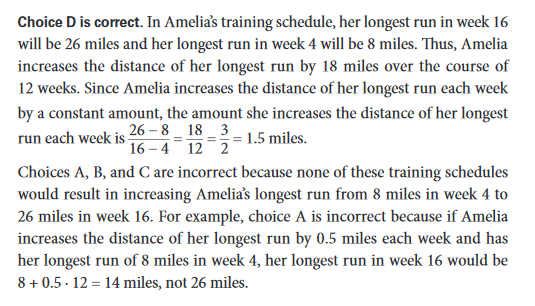 Choice D is correct. In Amelia's training schedule, her longest run in week 16
will be 26 miles and her longest run in week 4 will be 8 miles. Thus, Amelia
increases the distance of her longest run by 18 miles over the course of
12 weeks. Since Amelia increases the distance of her longest run each week
by a constant amount, the amount she increases the distance of her longest
run each week is (26 – 8)/(16 – 4) = 18/12 = 3/2 = 1.5 miles.
Choices A, B, and C are incorrect because none of these training schedules
would result in increasing Amelia's longest run from 8 miles in week 4 to
26 miles in week 16. For example, choice A is incorrect because if Amelia
increases the distance of her longest run by 0.5 miles each week and has
her longest run of 8 miles in week 4, her longest run in week 16 would be
8 + 0.5 · 12 = 14 miles, not 26 miles.